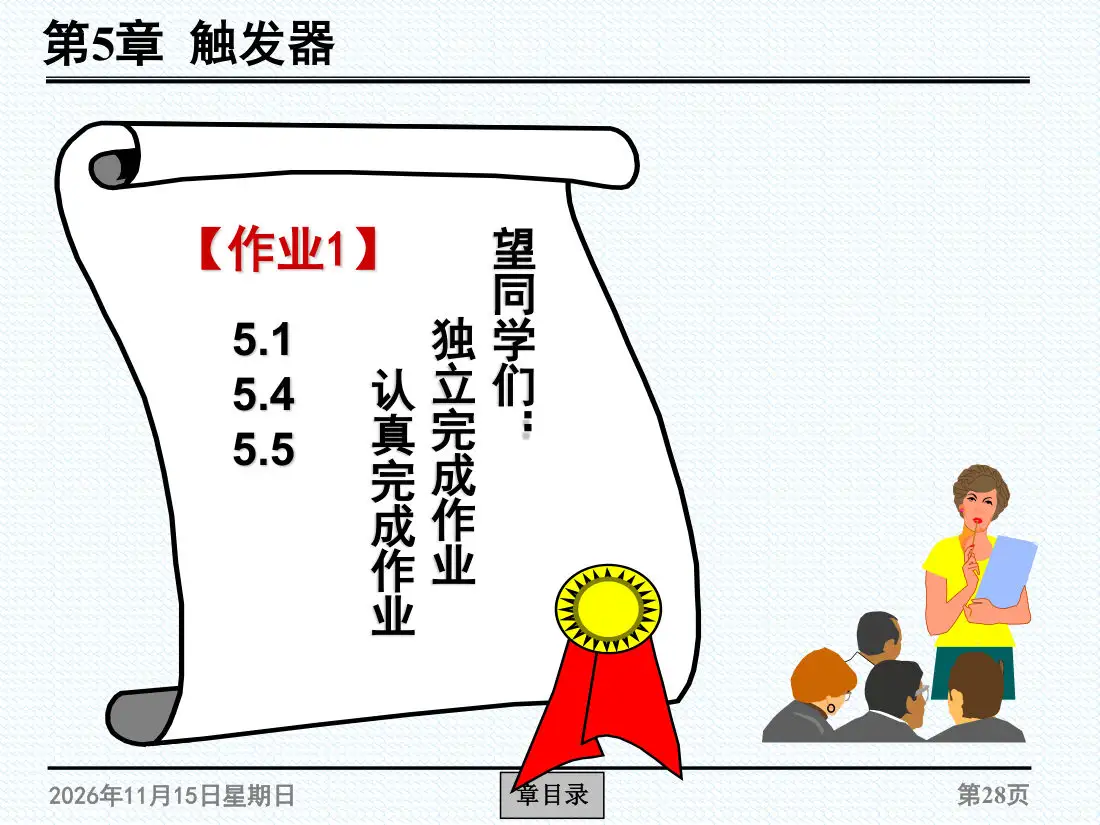 第5章 触发器
【作业1】
5.1
5.4
5.5
望同学们：
独立完成作业
认真完成作业
2026年11月15日星期日
章目录
第28页